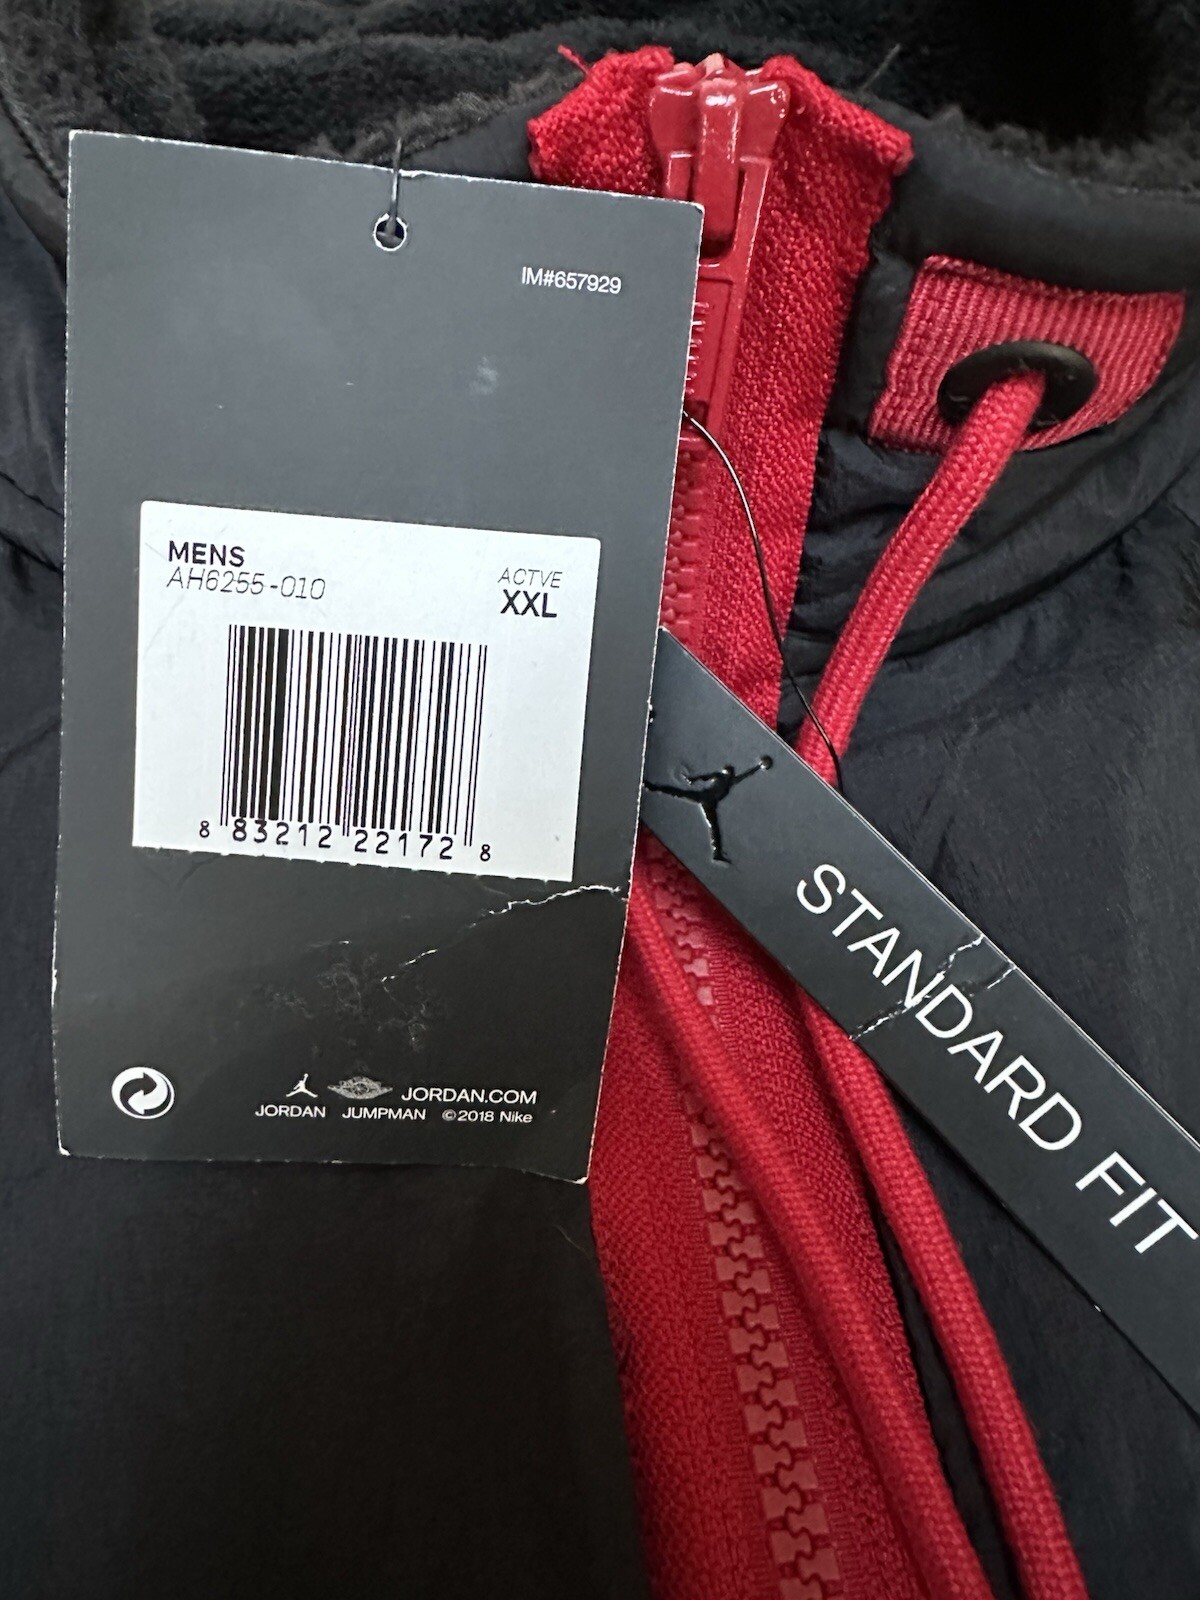 IM#657929
MENS
AH6255-010
ACTVE
XXL
8 83212 22172 8
JORDAN.COM
JORDAN JUMPMAN ©2018 Nike
STANDARD FIT